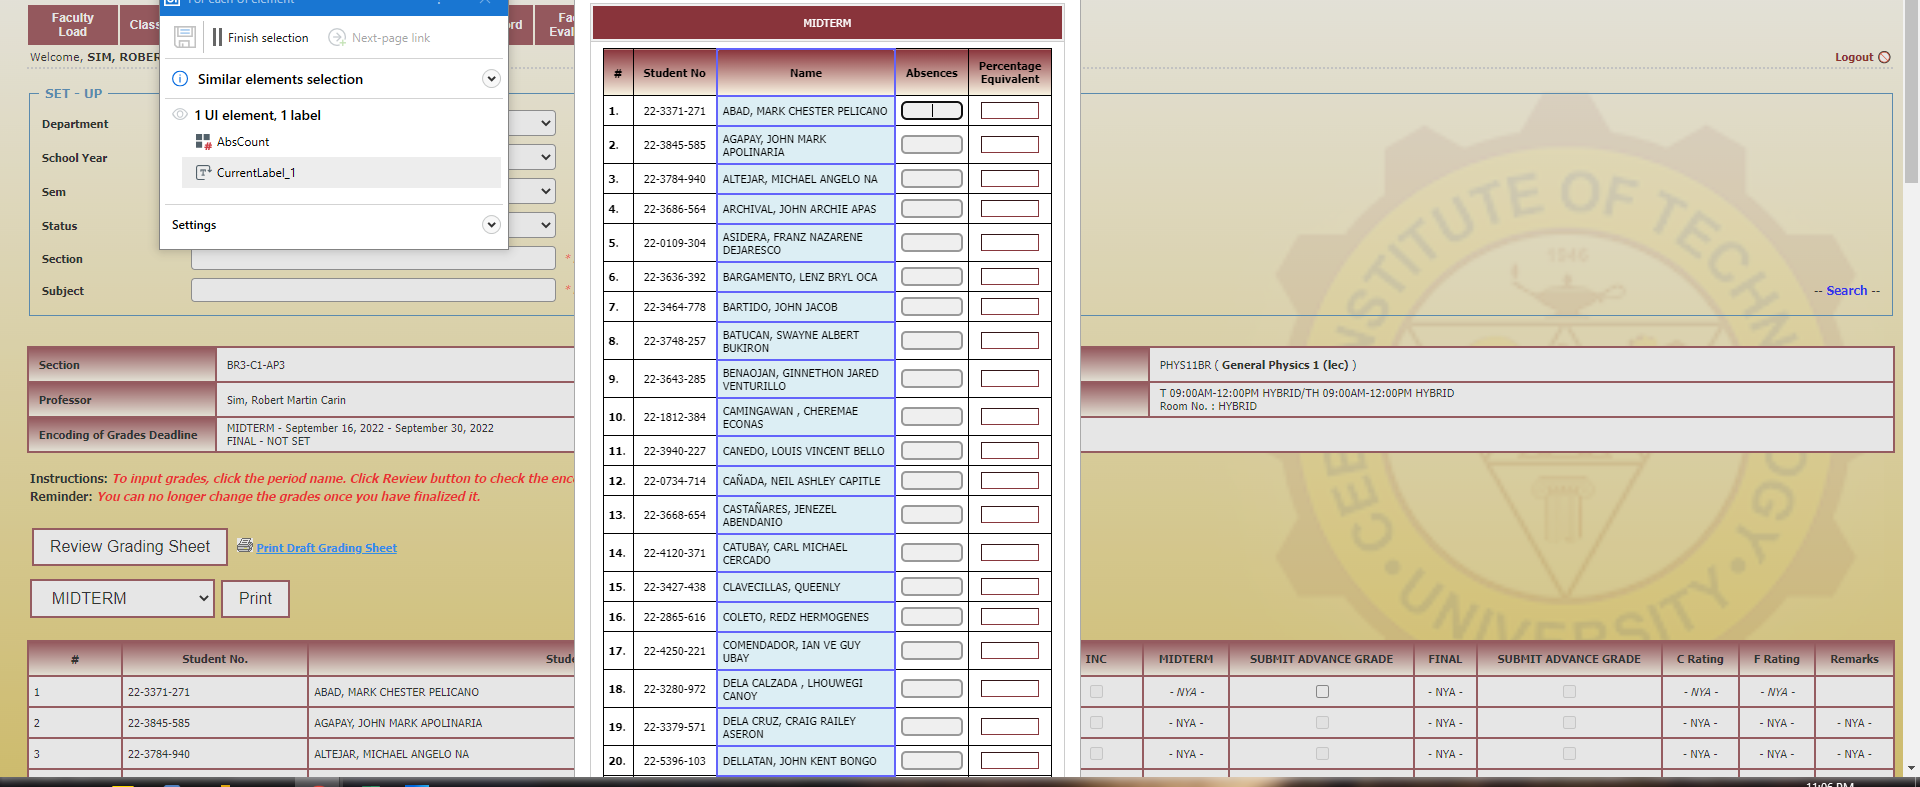 Faculty Load
Class
rd
Fa
Eval
Welcome, SIM, ROBER
Logout
For each UI element
Finish selection
Next-page link
Similar elements selection
1 UI element, 1 label
AbsCount
CurrentLabel_1
Settings
SET - UP
Department
School Year
Sem
Status
Section *
Subject *
-- Search --
MIDTERM
# Student No Name Absences Percentage Equivalent
1. 22-3371-271 ABAD, MARK CHESTER PELICANO
2. 22-3845-585 AGAPAY, JOHN MARK APOLINARIA
3. 22-3784-940 ALTEJAR, MICHAEL ANGELO NA
4. 22-3686-564 ARCHIVAL, JOHN ARCHIE APAS
5. 22-0109-304 ASIDERA, FRANZ NAZARENE DEJARESCO
6. 22-3636-392 BARGAMENTO, LENZ BRYL OCA
7. 22-3464-778 BARTIDO, JOHN JACOB
8. 22-3748-257 BATUCAN, SWAYNE ALBERT BUKIRON
9. 22-3643-285 BENAOJAN, GINNETHON JARED VENTURILLO
10. 22-1812-384 CAMINGAWAN , CHEREMAE ECONAS
11. 22-3940-227 CANEDO, LOUIS VINCENT BELLO
12. 22-0734-714 CAÑADA, NEIL ASHLEY CAPITLE
13. 22-3668-654 CASTAÑARES, JENEZEL ABENDANIO
14. 22-4120-371 CATUBAY, CARL MICHAEL CERCADO
15. 22-3427-438 CLAVECILLAS, QUEENLY
16. 22-2865-616 COLETO, REDZ HERMOGENES
17. 22-4250-221 COMENDADOR, IAN VE GUY UBAY
18. 22-3280-972 DELA CALZADA , LHOUWEGI CANOY
19. 22-3379-571 DELA CRUZ, CRAIG RAILEY ASERON
20. 22-5396-103 DELLATAN, JOHN KENT BONGO
Section BR3-C1-AP3
PHYS11BR ( General Physics 1 (lec) )
Professor Sim, Robert Martin Carin
T 09:00AM-12:00PM HYBRID/TH 09:00AM-12:00PM HYBRID
Room No. : HYBRID
Encoding of Grades Deadline MIDTERM - September 16, 2022 - September 30, 2022
FINAL - NOT SET
Instructions: To input grades, click the period name. Click Review button to check the enc
Reminder: You can no longer change the grades once you have finalized it.
Review Grading Sheet
Print Draft Grading Sheet
MIDTERM
Print
# Student No. Stude INC MIDTERM SUBMIT ADVANCE GRADE FINAL SUBMIT ADVANCE GRADE C Rating F Rating Remarks
1 22-3371-271 ABAD, MARK CHESTER PELICANO - NYA - - NYA - - NYA - - NYA -
2 22-3845-585 AGAPAY, JOHN MARK APOLINARIA - NYA - - NYA - - NYA - - NYA - - NYA -
3 22-3784-940 ALTEJAR, MICHAEL ANGELO NA - NYA - - NYA - - NYA - - NYA - - NYA -
INSTITUTE OF TECHNOLOGY
UNIVERSITY
1946
11:06 PM